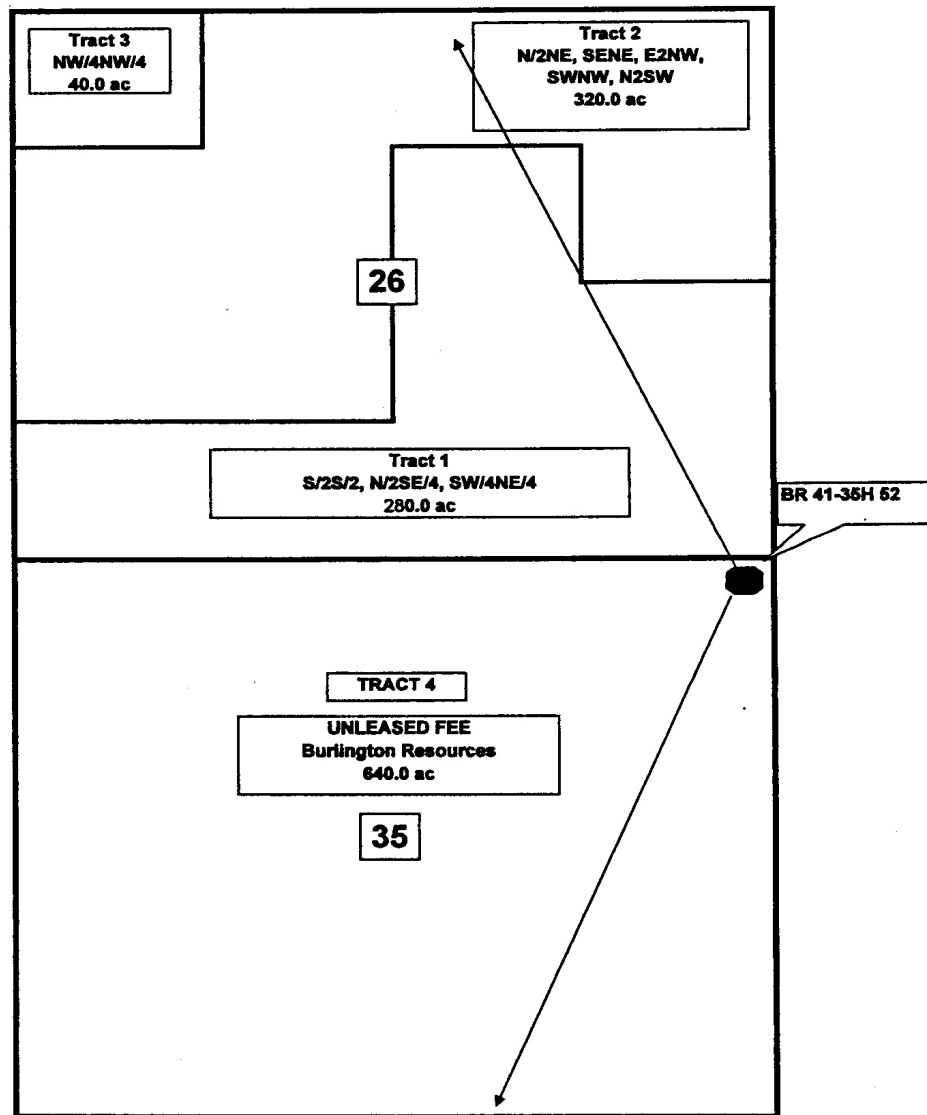 Tract 3
NW/4NW/4
40.0 ac
Tract 2
N/2NE, SENE, E2NW,
SWNW, N2SW
320.0 ac
26
Tract 1
S/2S/2, N/2SE/4, SW/4NE/4
280.0 ac
BR 41-35H 52
TRACT 4
UNLEASED FEE
Burlington Resources
640.0 ac
35